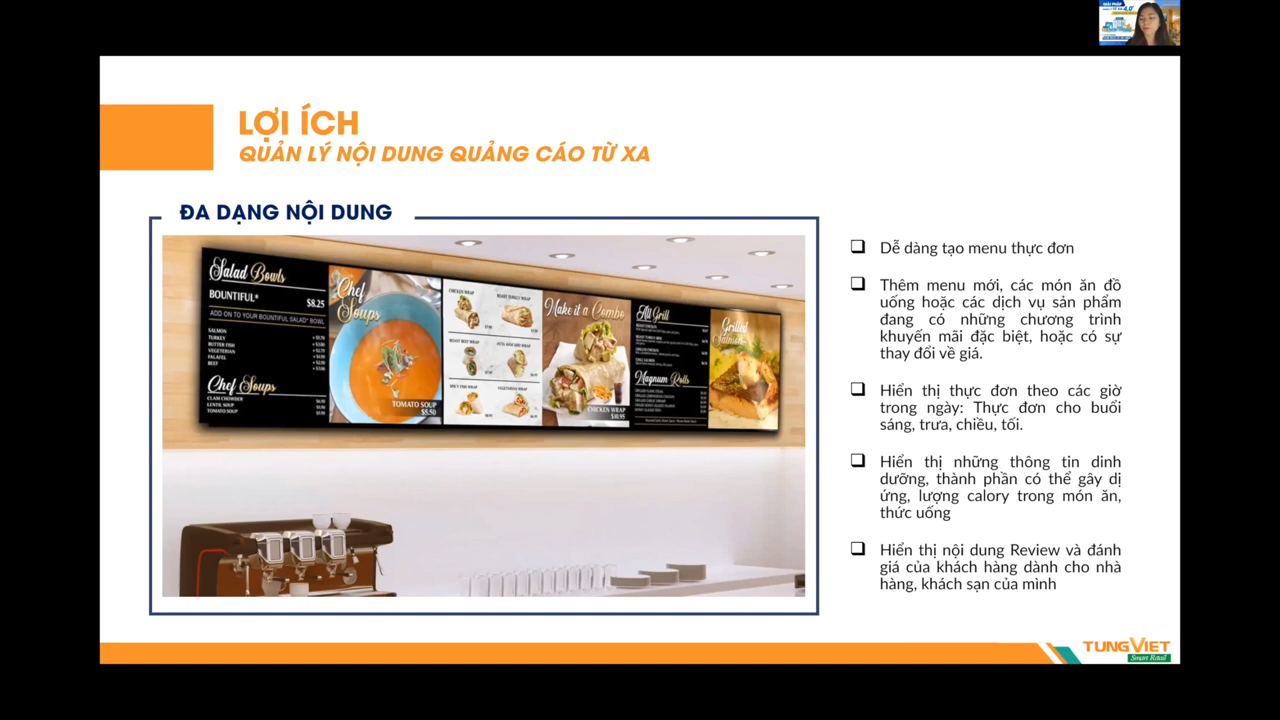 GIẢI PHÁP
4.0
LỢI ÍCH
QUẢN LÝ NỘI DUNG QUẢNG CÁO TỪ XA
ĐA DẠNG NỘI DUNG
Salad Bowls
BOUNTIFUL* $8.25
ADD ON TO YOUR BOUNTIFUL SALAD* BOWL
SALMON
TURKEY
BUTTER FISH
VEGETERIAN
FALAFEL
BEEF
Chef Soups
CLAM CHOWDER
LENTIL SOUP
TOMATO SOUP
Chef
Soups
TOMATO SOUP
$5.50
CHICKEN WRAP
ROAST TURKEY WRAP
ROAST BEEF WRAP
VEGETARIAN WRAP
Make it a Combo
CHICKEN WRAP
$10.95
All Grill
Magnum Rolls
Grilled
Salmon
Dễ dàng tạo menu thực đơn
Thêm menu mới, các món ăn đồ
uống hoặc các dịch vụ sản phẩm
đang có những chương trình
khuyến mãi đặc biệt, hoặc có sự
thay đổi về giá.
Hiển thị thực đơn theo các giờ
trong ngày: Thực đơn cho buổi
sáng, trưa, chiều, tối.
Hiển thị những thông tin dinh
dưỡng, thành phần có thể gây dị
ứng, lượng calory trong món ăn,
thức uống
Hiển thị nội dung Review và đánh
giá của khách hàng dành cho nhà
hàng, khách sạn của mình
TUNGVIET
Smart Retail